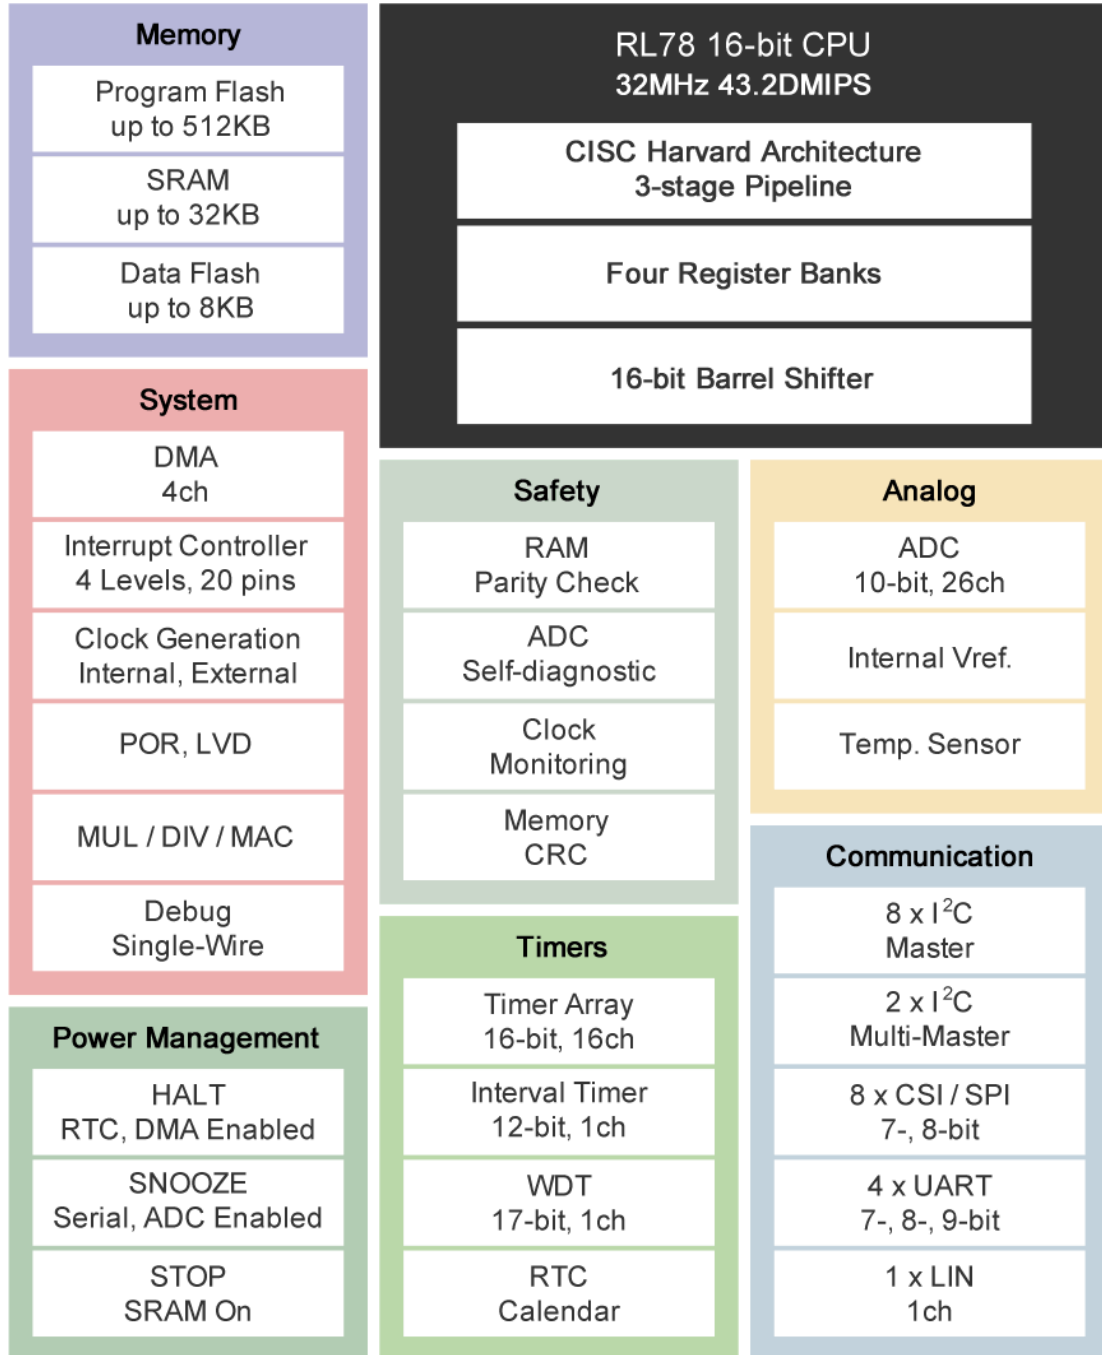 Memory
Program Flash
up to 512KB
SRAM
up to 32KB
Data Flash
up to 8KB
RL78 16-bit CPU
32MHz 43.2DMIPS
CISC Harvard Architecture
3-stage Pipeline
Four Register Banks
16-bit Barrel Shifter
System
DMA
4ch
Interrupt Controller
4 Levels, 20 pins
Clock Generation
Internal, External
POR, LVD
MUL / DIV / MAC
Debug
Single-Wire
Safety
RAM
Parity Check
ADC
Self-diagnostic
Clock
Monitoring
Memory
CRC
Analog
ADC
10-bit, 26ch
Internal Vref.
Temp. Sensor
Power Management
HALT
RTC, DMA Enabled
SNOOZE
Serial, ADC Enabled
STOP
SRAM On
Timers
Timer Array
16-bit, 16ch
Interval Timer
12-bit, 1ch
WDT
17-bit, 1ch
RTC
Calendar
Communication
8 x I²C
Master
2 x I²C
Multi-Master
8 x CSI / SPI
7-, 8-bit
4 x UART
7-, 8-, 9-bit
1 x LIN
1ch